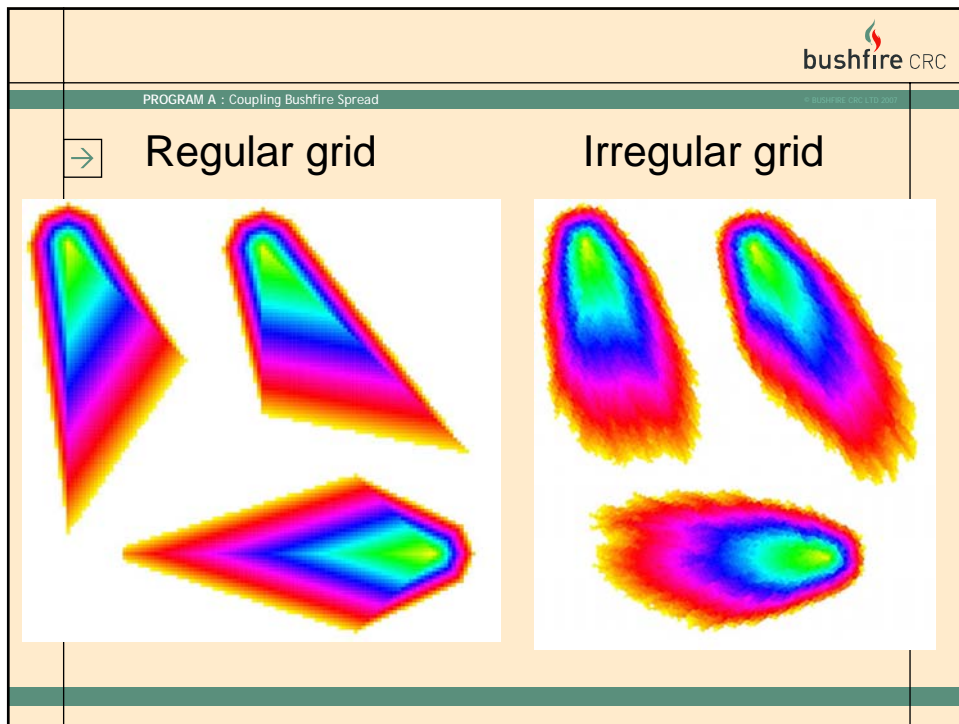 bushfire CRC
PROGRAM A : Coupling Bushfire Spread
© BUSHFIRE CRC LTD 2007
Regular grid
Irregular grid